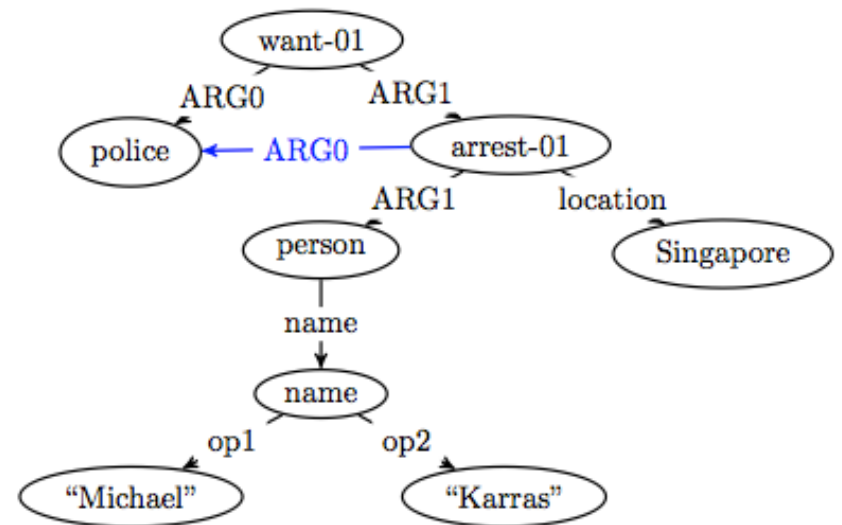 want-01
ARG0 ARG1
police ARG0 arrest-01
ARG1 location
person Singapore
name
name
op1 op2
“Michael” “Karras”